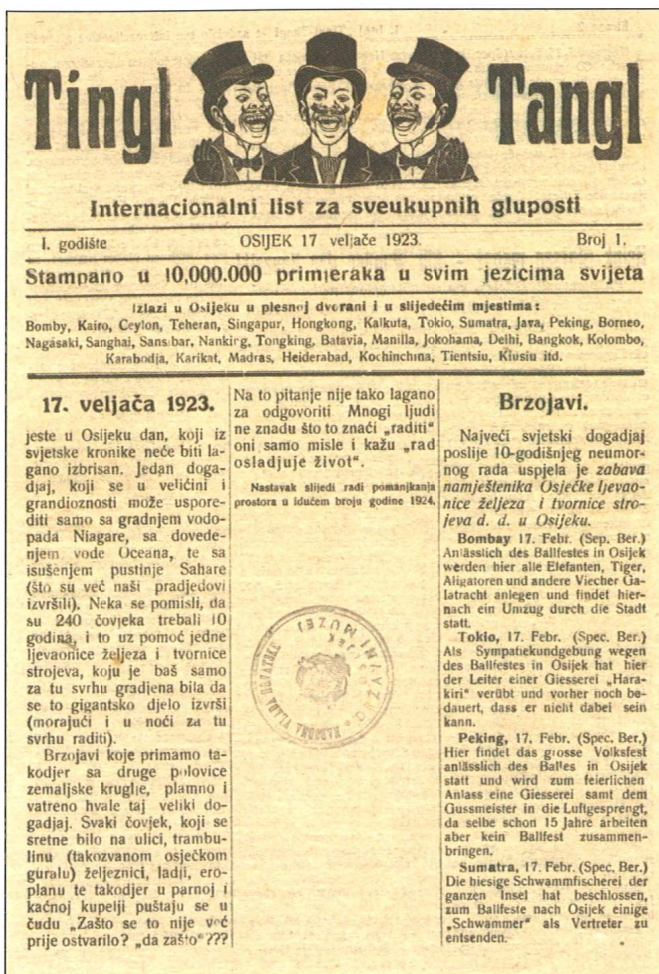 Tingl Tangl
Internacionalni list za sveukupnih gluposti
I. godište OSIJEK 17 veljače 1923. Broj 1.
Stampano u 10,000.000 primjeraka u svim jezicima svijeta
Izlazi u Osijeku u plesnoj dvorani i u slijedećim mjestima:
Bomby, Kairo, Ceylon, Teheran, Singapur, Hongkong, Kalkuta, Tokio, Sumatra, Java, Peking, Borneo,
Nagasaki, Sanghai, Sansibar, Nanking, Tongking, Batavia, Manilla, Jokohama, Delhi, Bangkok, Kolombo,
Karabodja, Karikat, Madras, Heiderabad, Kochinchina, Tientsiu, Kiusiu itd.
17. veljača 1923.
jeste u Osijeku dan, koji iz
svjetske kronike neće biti la-
gano izbrisan. Jedan doga-
djaj, koji se u veličini i
grandioznosti može uspore-
diti samo sa gradnjem vodo-
pada Niagare, sa dovede-
njem vode Oceana, te sa
isušenjem pustinje Sahare
(što su već naši pradjedovi
izvršili). Neka se pomisli, da
su 240 čovjeka trebali 10
godina, i to uz pomoć jedne
ljevaonice željeza i tvornice
strojeva, koju je baš samo
za tu svrhu gradjena bila da
se to gigantsko djelo izvrši
(morajući i u noći za tu
svrhu raditi).
Brzojavi koje primamo ta-
kodjer sa druge polovice
zemaljske kruglje, plamno i
vatreno hvale taj veliki do-
gadjaj. Svaki čovjek, koji se
sretne bilo na ulici, trambu-
linu (takozvanom osječkom
guralu) željeznici, ladji, ero-
planu te takodjer u parnoj i
kaćnoj kupelji puštaju se u
čudu „Zašto se to nije već
prije ostvarilo? „da zašto"???
Na to pitanje nije tako lagano
za odgovoriti Mnogi ljudi
ne znadu što to znači „raditi"
oni samo misle i kažu „rad
osladjuje život".
Nastavak slijedi radi pomanjkanja
prostora u idućem broju godine 1924.
Brzojavi.
Najveći svjetski dogadjaj
poslije 10-godišnjeg neumor-
nog rada uspjela je zabava
namještenika Osječke ljevao-
nice željeza i tvornice stro-
jeva d. d. u Osijeku.
Bombay 17. Febr. (Sep. Ber.)
Anlässlich des Ballfestes in Osijek
werden hier alle Elefanten, Tiger,
Aligatoren und andere Viecher Ga-
latracht anlegen und findet hier-
nach ein Umzug durch die Stadt
statt.
Tokio, 17. Febr. (Spec. Ber.)
Als Sympatiekundgebung wegen
des Ballfestes in Osijek hat hier
der Leiter einer Giesserei „Hara-
kiri" verübt und vorher noch be-
dauert, dass er nicht dabei sein
kann.
Peking, 17. Febr. (Spec. Ber.)
Hier findet das grosse Volksfest
anlässlich des Balles in Osijek
statt und wird zum feierlichen
Anlass eine Giesserei samt dem
Gussmeister in die Luftgesprengt,
da selbe schon 15 Jahre arbeiten
aber kein Ballfest zusammen-
bringen.
Sumatra, 17. Febr. (Spec. Ber.)
Die hiesige Schwammfischerei der
ganzen Insel hat beschlossen,
zum Ballfeste nach Osijek einige
„Schwammer" als Vertreter zu
entsenden.